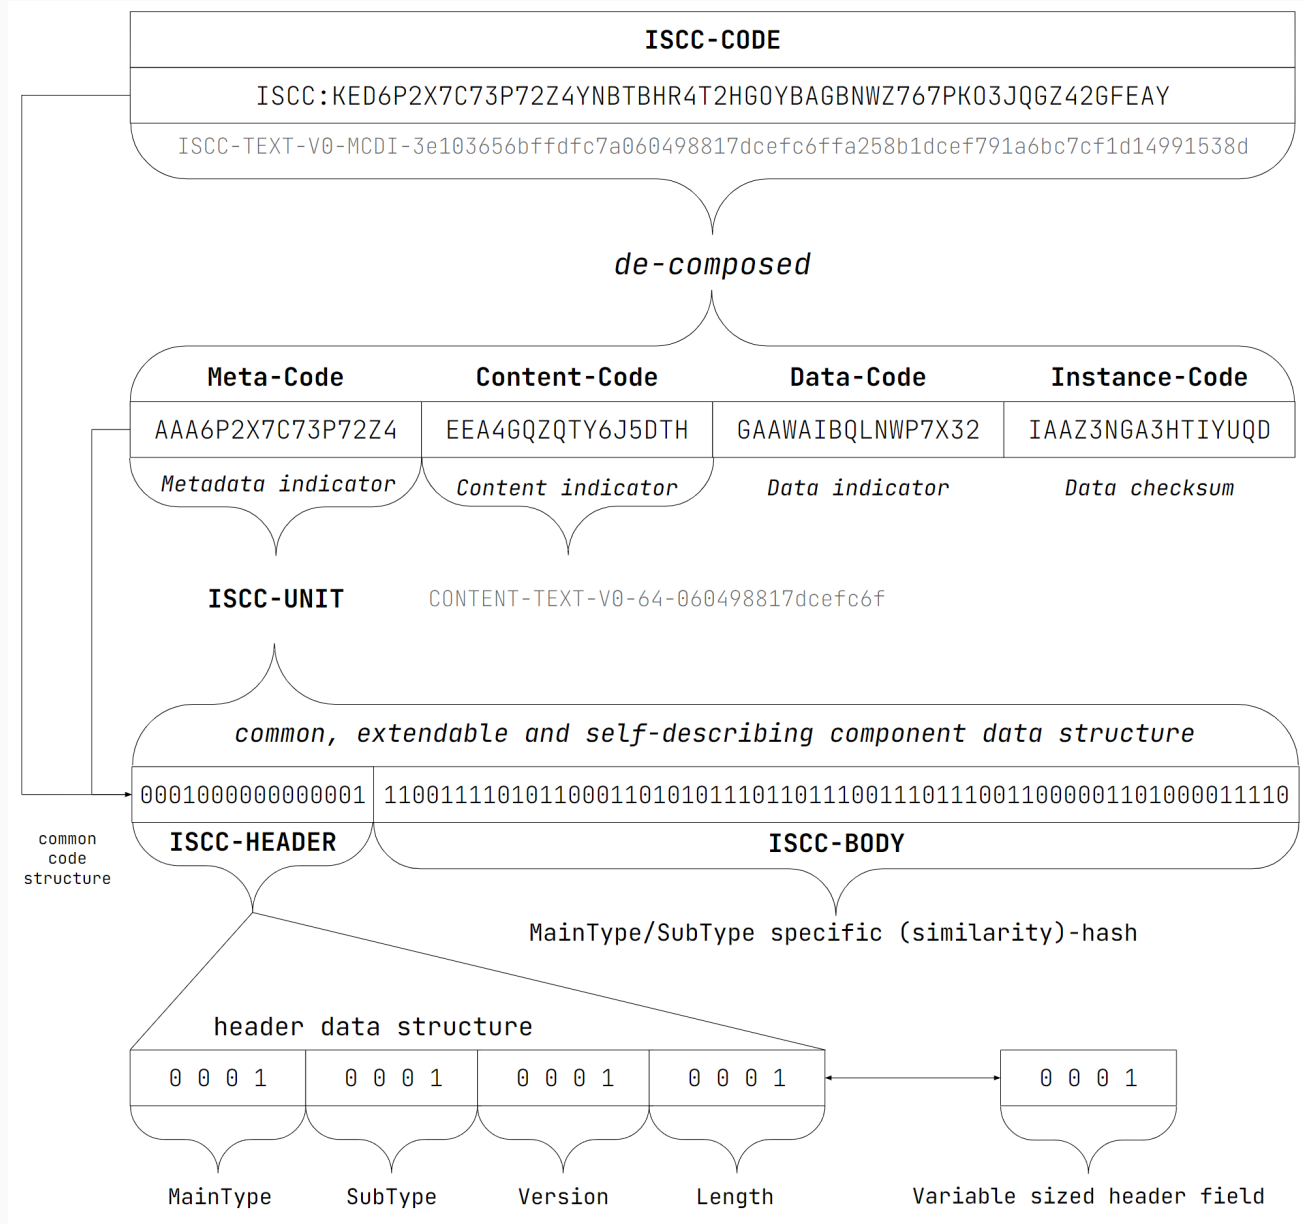 ISCC-CODE
ISCC:KED6P2X7C73P72Z4YNBTBHR4T2HGOYBAGBNWZ767PKO3JQGZ42GFEAY
ISCC-TEXT-V0-MCDI-3e103656bffdfc7a060498817dcefc6ffa258b1dcef791a6bc7cf1d14991538d
de-composed
Meta-Code Content-Code Data-Code Instance-Code
AAA6P2X7C73P72Z4 EEA4GQZQTY6J5DTH GAAWAIBQLNWP7X32 IAAZ3NGA3HTIYUQD
Metadata indicator Content indicator Data indicator Data checksum
ISCC-UNIT CONTENT-TEXT-V0-64-060498817dcefc6f
common, extendable and self-describing component data structure
0001000000000001 1100111101011000110101011101101110011101110011000001101000011110
common
code
structure
ISCC-HEADER ISCC-BODY
MainType/SubType specific (similarity)-hash
header data structure
0 0 0 1 0 0 0 1 0 0 0 1 0 0 0 1 0 0 0 1
MainType SubType Version Length Variable sized header field